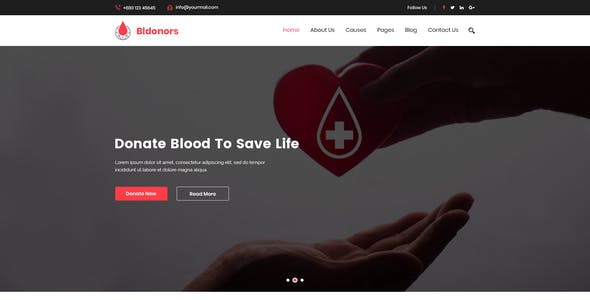 +880 123 45645 info@yourmail.com Follow Us
Bldonors Home About Us Causes Pages Blog Contact Us
Donate Blood To Save Life
Lorem ipsum dolor sit amet, consectetur adipiscing elit, sed do tempor
incididunt ut labore et dolore magna aliqua
Donate Now Read More